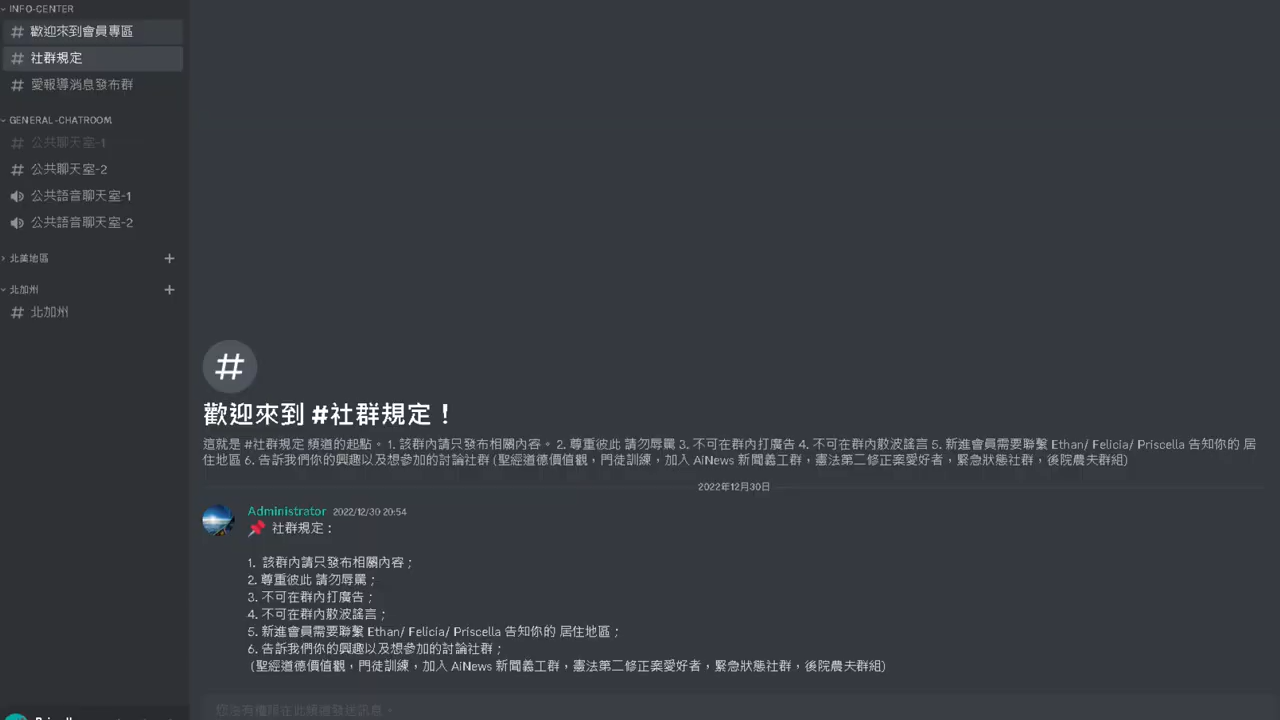 INFO-CENTER
# 歡迎來到會員專區
# 社群規定
# 愛報導消息發布群
GENERAL-CHATROOM
# 公共聊天室-1
# 公共聊天室-2
公共語音聊天室-1
公共語音聊天室-2
北美地區 +
北加州 +
# 北加州
#
歡迎來到 #社群規定！
這就是 #社群規定 頻道的起點。1. 該群內請只發布相關內容。 2. 尊重彼此 請勿辱罵 3. 不可在群內打廣告 4. 不可在群內散波謠言 5. 新進會員需要聯繫 Ethan/ Felicia/ Priscella 告知你的 居
住地區 6. 告訴我們你的興趣以及想參加的討論社群 (聖經道德價值觀，門徒訓練，加入 AiNews 新聞義工群，憲法第二修正案愛好者，緊急狀態社群，後院農夫群組)
2022年12月30日
Administrator 2022/12/30 20:54
社群規定：
1. 該群內請只發布相關內容；
2. 尊重彼此 請勿辱罵；
3. 不可在群內打廣告；
4. 不可在群內散波謠言；
5. 新進會員需要聯繫 Ethan/ Felicia/ Priscella 告知你的 居住地區；
6. 告訴我們你的興趣以及想參加的討論社群；
(聖經道德價值觀，門徒訓練，加入 AiNews 新聞義工群，憲法第二修正案愛好者，緊急狀態社群，後院農夫群組)
您沒有權限在此頻道發送訊息。